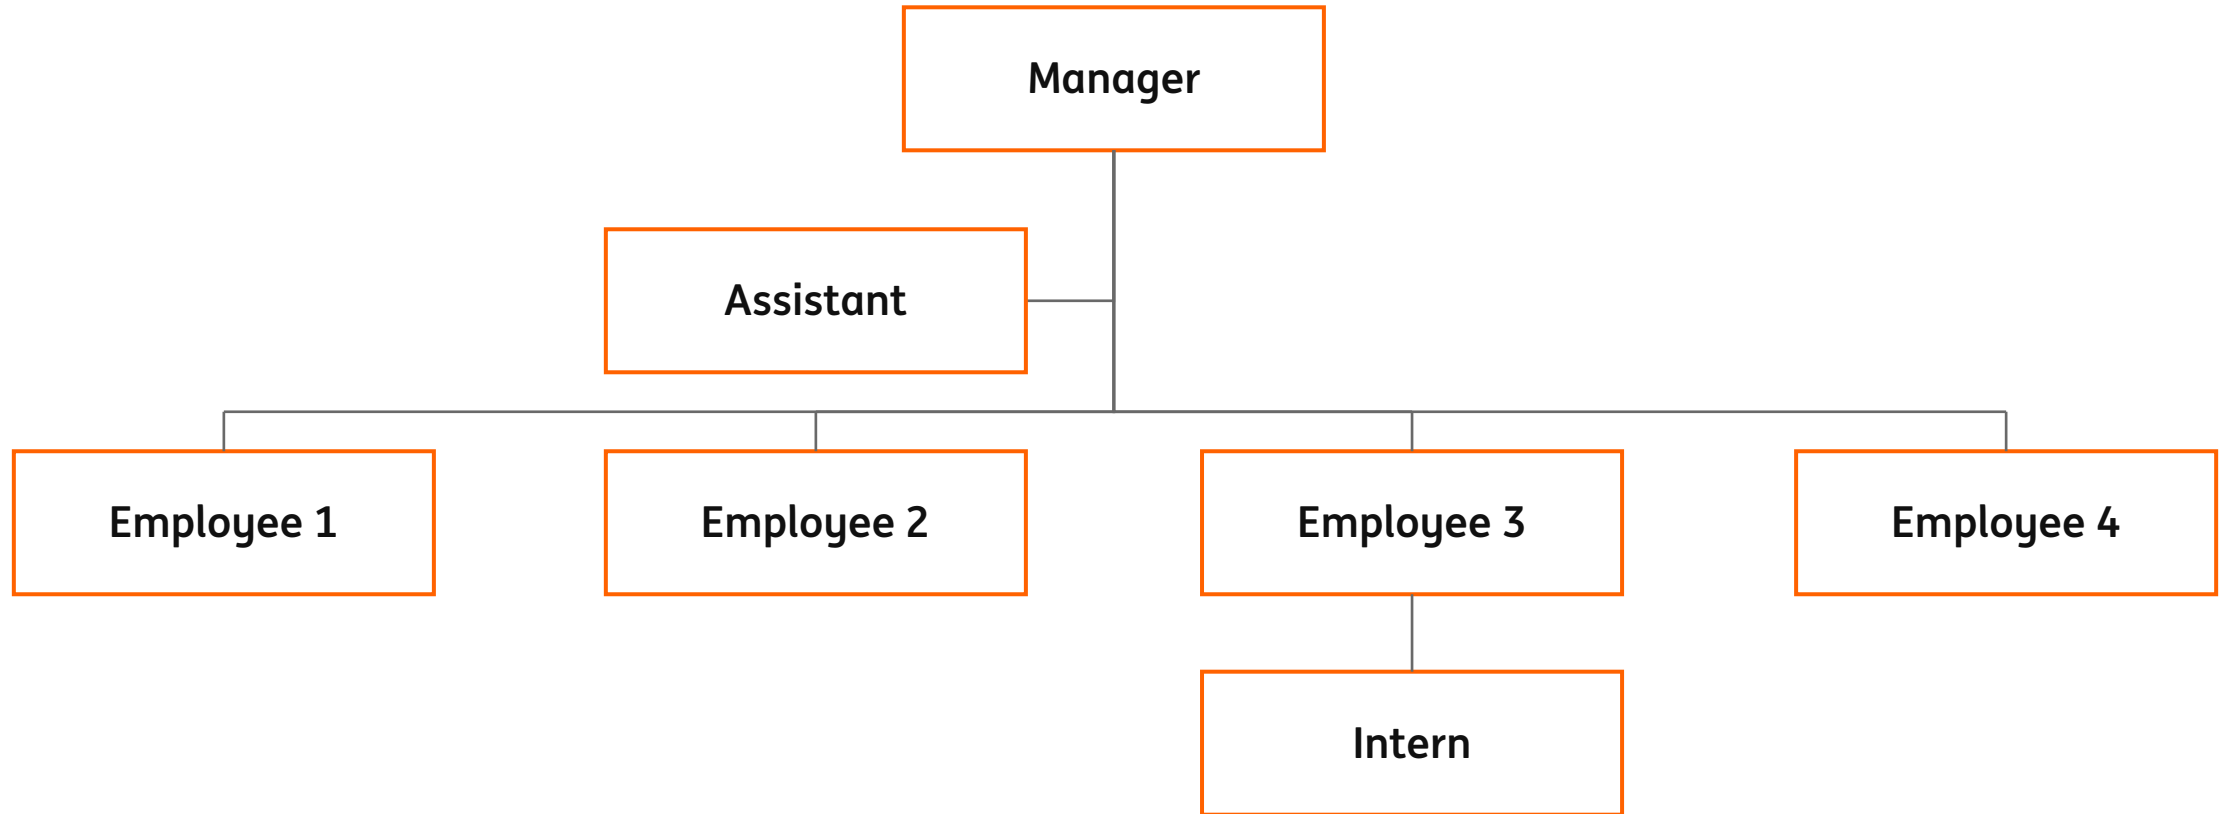 Manager
Assistant
Employee 1
Employee 2
Employee 3
Employee 4
Intern